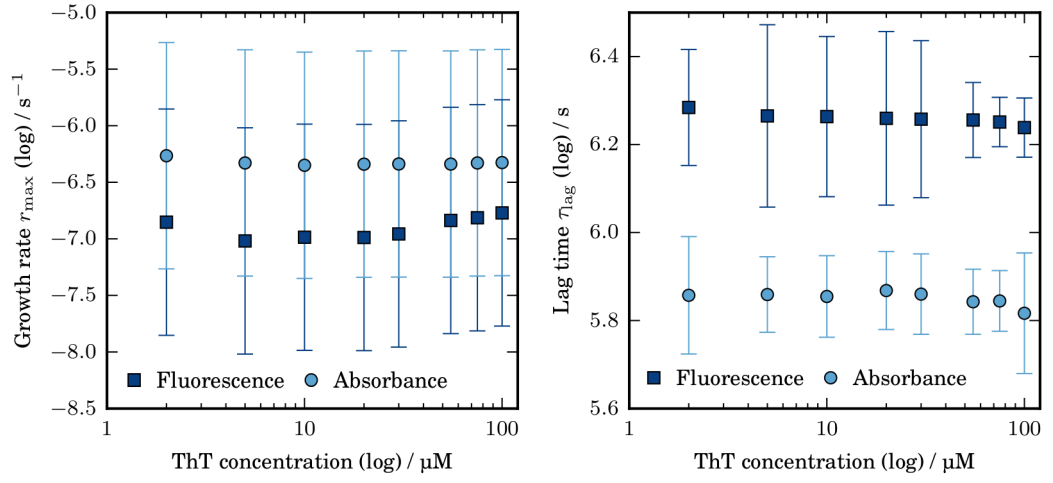 Growth rate r_max (log) / s⁻¹
−5.0
−5.5
−6.0
−6.5
−7.0
−7.5
−8.0
−8.5
Fluorescence Absorbance
1 10 100
ThT concentration (log) / µM
Lag time τ_lag (log) / s
6.4
6.2
6.0
5.8
5.6
Fluorescence Absorbance
1 10 100
ThT concentration (log) / µM